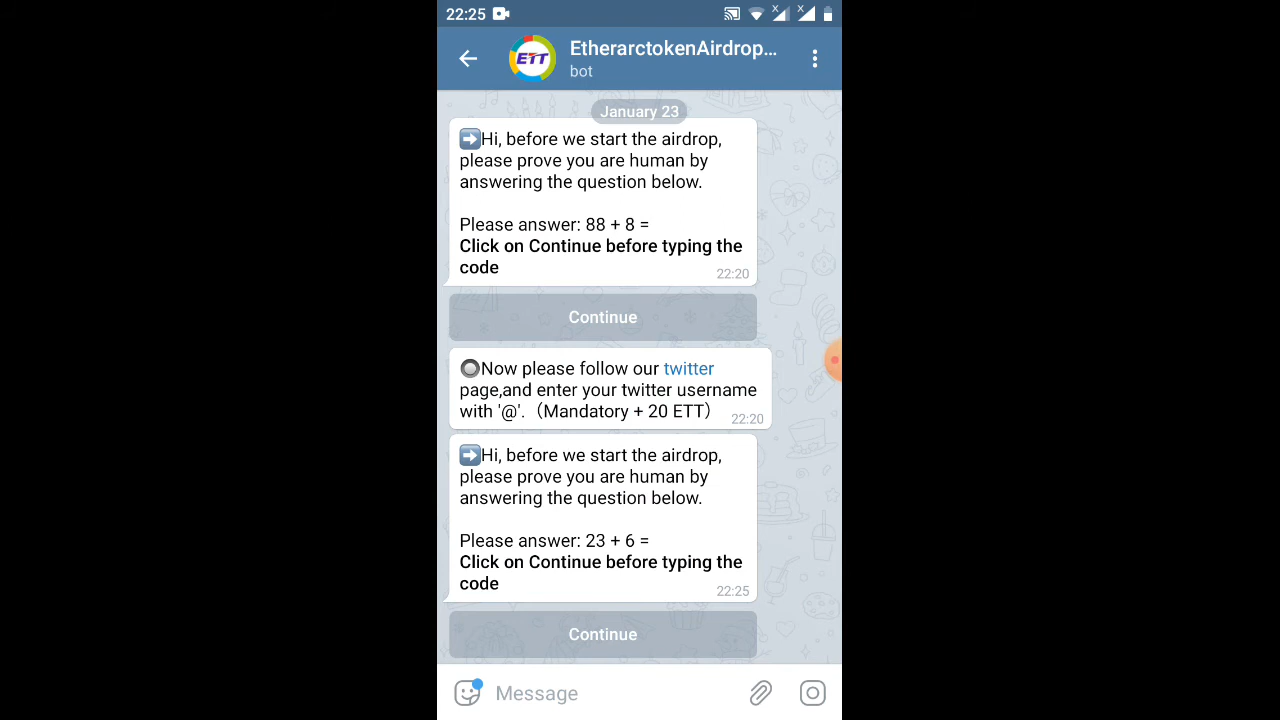 22:25
EtherarctokenAirdrop...
ETT
bot
January 23
➡️Hi, before we start the airdrop,
please prove you are human by
answering the question below.
Please answer: 88 + 8 =
Click on Continue before typing the
code
22:20
Continue
🔘Now please follow our twitter
page,and enter your twitter username
with '@'.（Mandatory + 20 ETT）
22:20
➡️Hi, before we start the airdrop,
please prove you are human by
answering the question below.
Please answer: 23 + 6 =
Click on Continue before typing the
code
22:25
Continue
Message